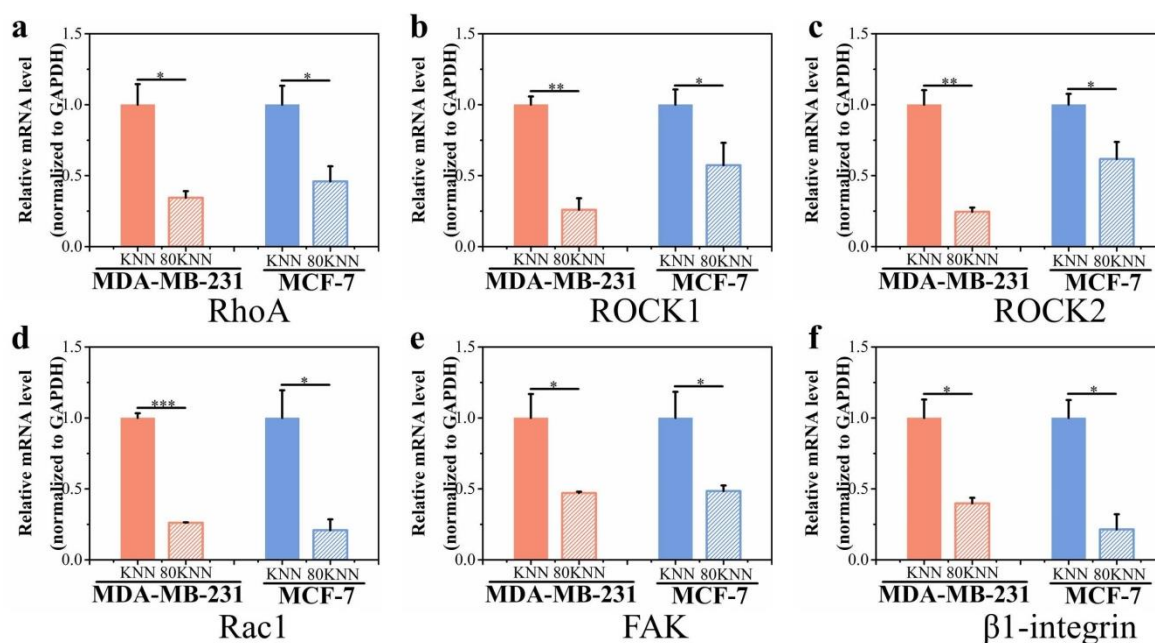 a
Relative mRNA level
(normalized to GAPDH)
1.5
1.0
0.5
0.0
*
*
KNN 80KNN KNN 80KNN
MDA-MB-231 MCF-7
RhoA
b
Relative mRNA level
(normalized to GAPDH)
1.5
1.0
0.5
0.0
**
*
KNN 80KNN KNN 80KNN
MDA-MB-231 MCF-7
ROCK1
c
Relative mRNA level
(normalized to GAPDH)
1.5
1.0
0.5
0.0
**
*
KNN 80KNN KNN 80KNN
MDA-MB-231 MCF-7
ROCK2
d
Relative mRNA level
(normalized to GAPDH)
1.5
1.0
0.5
0.0
***
*
KNN 80KNN KNN 80KNN
MDA-MB-231 MCF-7
Rac1
e
Relative mRNA level
(normalized to GAPDH)
1.5
1.0
0.5
0.0
*
*
KNN 80KNN KNN 80KNN
MDA-MB-231 MCF-7
FAK
f
Relative mRNA level
(normalized to GAPDH)
1.5
1.0
0.5
0.0
*
*
KNN 80KNN KNN 80KNN
MDA-MB-231 MCF-7
β1-integrin